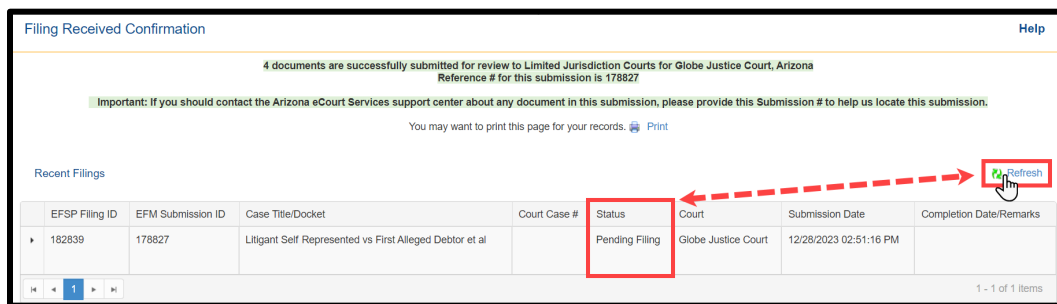 Filing Received Confirmation
Help
4 documents are successfully submitted for review to Limited Jurisdiction Courts for Globe Justice Court, Arizona
Reference # for this submission is 178827
Important: If you should contact the Arizona eCourt Services support center about any document in this submission, please provide this Submission # to help us locate this submission.
You may want to print this page for your records. Print
Recent Filings
Refresh
EFSP Filing ID EFM Submission ID Case Title/Docket Court Case # Status Court Submission Date Completion Date/Remarks
182839 178827 Litigant Self Represented vs First Alleged Debtor et al Pending Filing Globe Justice Court 12/28/2023 02:51:16 PM
1
1 - 1 of 1 items